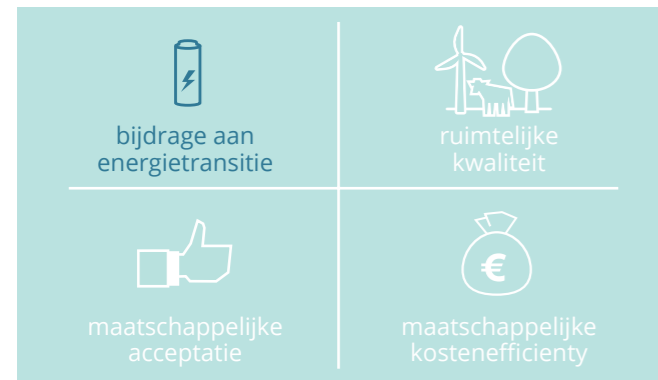 bijdrage aan
energietransitie
ruimtelijke
kwaliteit
maatschappelijke
acceptatie
€
maatschappelijke
kostenefficienty